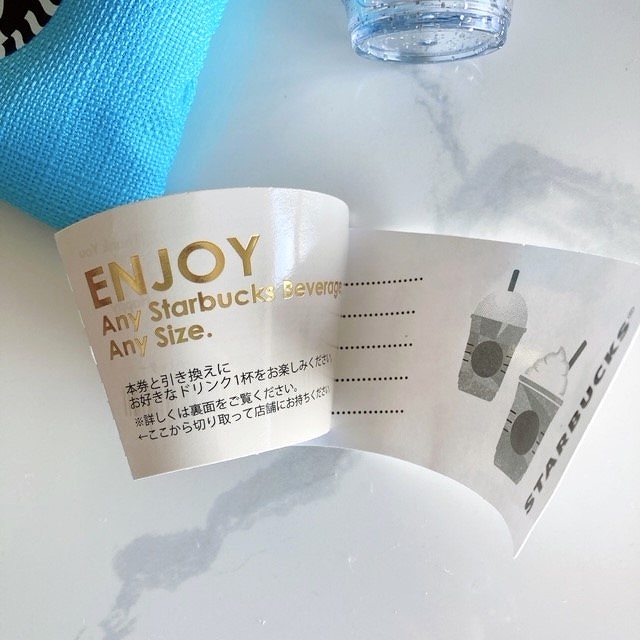 ENJOY
Any Starbucks Beverage
Any Size.
本券と引き換えに
お好きなドリンク1杯をお楽しみください
※詳しくは裏面をご覧ください。
←ここから切り取って店舗にお持ちください
STARBUCKS®